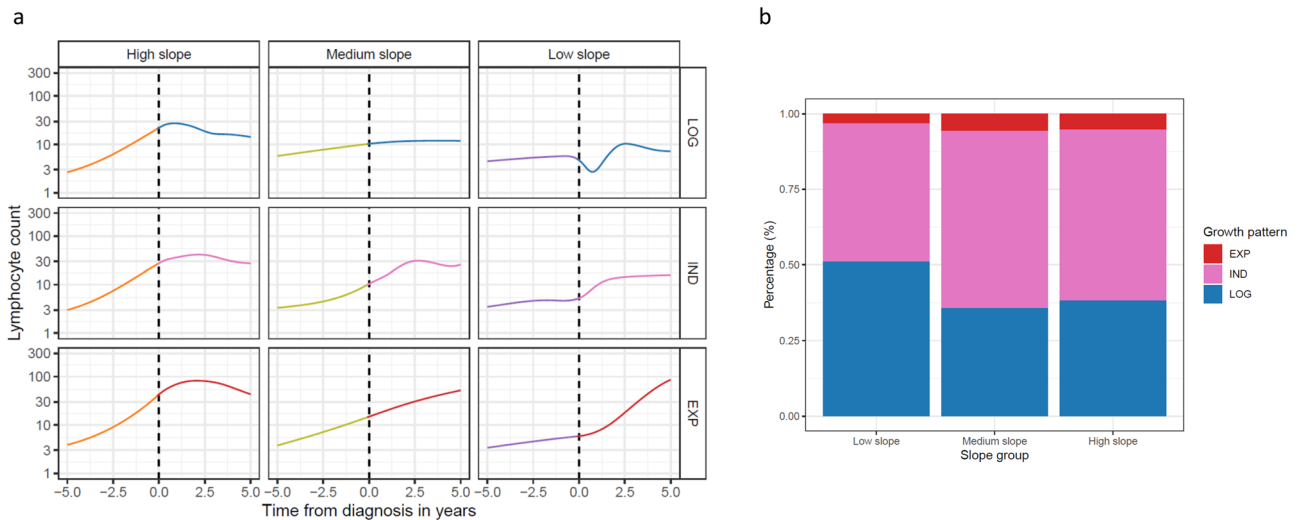 a
High slope
Medium slope
Low slope
Lymphocyte count
300
100
30
10
3
1
LOG
300
100
30
10
3
1
IND
300
100
30
10
3
1
EXP
−5.0 −2.5 0.0 2.5 5.0
−5.0 −2.5 0.0 2.5 5.0
−5.0 −2.5 0.0 2.5 5.0
Time from diagnosis in years
b
Percentage (%)
1.00
0.75
0.50
0.25
0.00
Low slope
Medium slope
High slope
Slope group
Growth pattern
EXP
IND
LOG